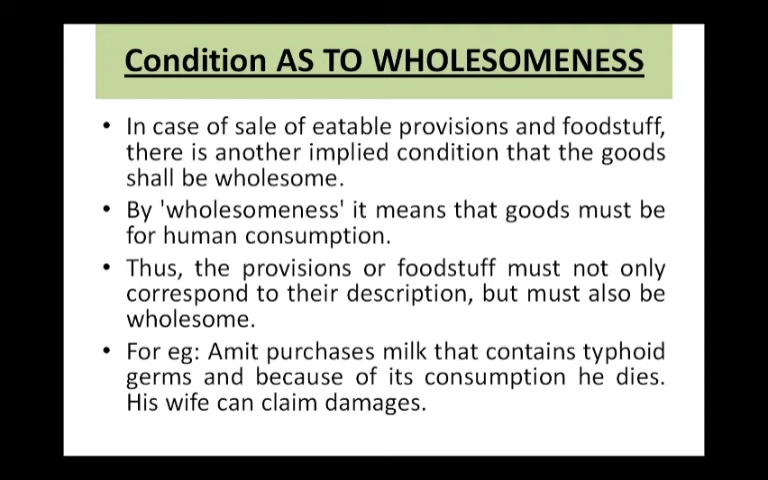 Condition AS TO WHOLESOMENESS
• In case of sale of eatable provisions and foodstuff,
there is another implied condition that the goods
shall be wholesome.
• By 'wholesomeness' it means that goods must be
for human consumption.
• Thus, the provisions or foodstuff must not only
correspond to their description, but must also be
wholesome.
• For eg: Amit purchases milk that contains typhoid
germs and because of its consumption he dies.
His wife can claim damages.